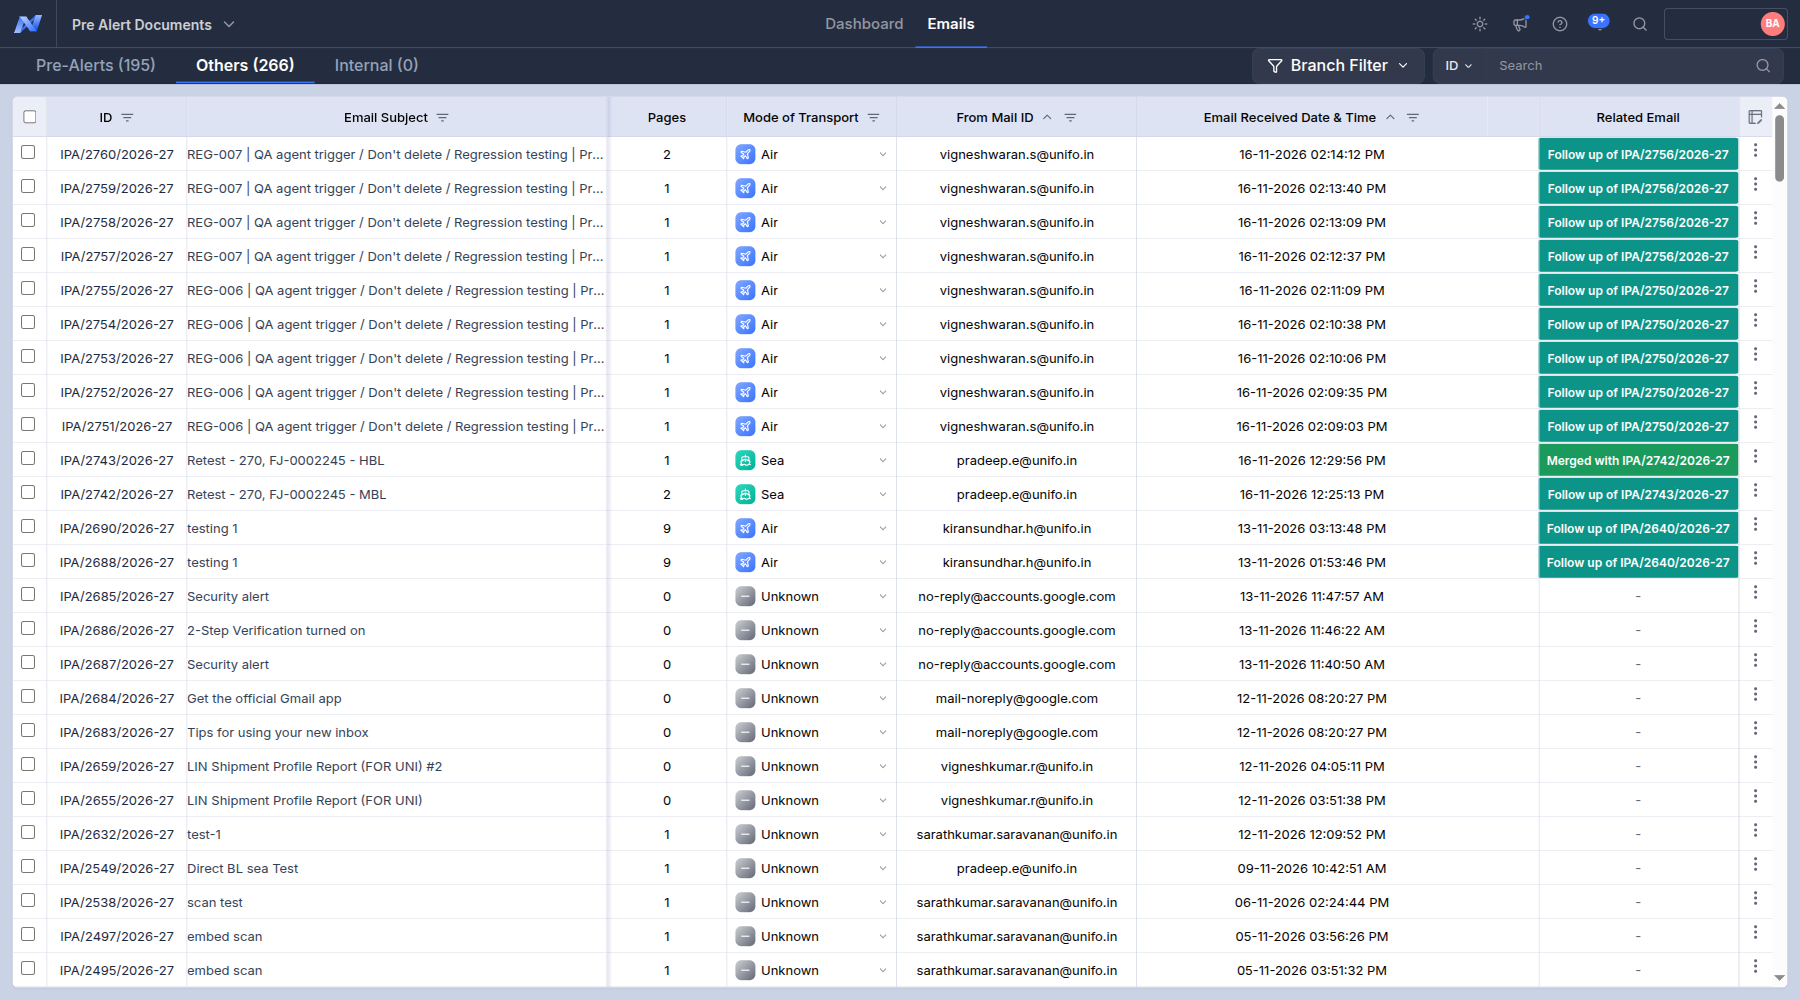 Pre Alert Documents
Dashboard Emails
9+ BA
Pre-Alerts (195) Others (266) Internal (0)
Branch Filter ID Search
ID Email Subject Pages Mode of Transport From Mail ID Email Received Date & Time Related Email
IPA/2760/2026-27 REG-007 | QA agent trigger / Don't delete / Regression testing | Pr... 2 Air vigneshwaran.s@unifo.in 16-11-2026 02:14:12 PM Follow up of IPA/2756/2026-27
IPA/2759/2026-27 REG-007 | QA agent trigger / Don't delete / Regression testing | Pr... 1 Air vigneshwaran.s@unifo.in 16-11-2026 02:13:40 PM Follow up of IPA/2756/2026-27
IPA/2758/2026-27 REG-007 | QA agent trigger / Don't delete / Regression testing | Pr... 1 Air vigneshwaran.s@unifo.in 16-11-2026 02:13:09 PM Follow up of IPA/2756/2026-27
IPA/2757/2026-27 REG-007 | QA agent trigger / Don't delete / Regression testing | Pr... 1 Air vigneshwaran.s@unifo.in 16-11-2026 02:12:37 PM Follow up of IPA/2756/2026-27
IPA/2755/2026-27 REG-006 | QA agent trigger / Don't delete / Regression testing | Pr... 1 Air vigneshwaran.s@unifo.in 16-11-2026 02:11:09 PM Follow up of IPA/2750/2026-27
IPA/2754/2026-27 REG-006 | QA agent trigger / Don't delete / Regression testing | Pr... 1 Air vigneshwaran.s@unifo.in 16-11-2026 02:10:38 PM Follow up of IPA/2750/2026-27
IPA/2753/2026-27 REG-006 | QA agent trigger / Don't delete / Regression testing | Pr... 1 Air vigneshwaran.s@unifo.in 16-11-2026 02:10:06 PM Follow up of IPA/2750/2026-27
IPA/2752/2026-27 REG-006 | QA agent trigger / Don't delete / Regression testing | Pr... 1 Air vigneshwaran.s@unifo.in 16-11-2026 02:09:35 PM Follow up of IPA/2750/2026-27
IPA/2751/2026-27 REG-006 | QA agent trigger / Don't delete / Regression testing | Pr... 1 Air vigneshwaran.s@unifo.in 16-11-2026 02:09:03 PM Follow up of IPA/2750/2026-27
IPA/2743/2026-27 Retest - 270, FJ-0002245 - HBL 1 Sea pradeep.e@unifo.in 16-11-2026 12:29:56 PM Merged with IPA/2742/2026-27
IPA/2742/2026-27 Retest - 270, FJ-0002245 - MBL 2 Sea pradeep.e@unifo.in 16-11-2026 12:25:13 PM Follow up of IPA/2743/2026-27
IPA/2690/2026-27 testing 1 9 Air kiransundhar.h@unifo.in 13-11-2026 03:13:48 PM Follow up of IPA/2640/2026-27
IPA/2688/2026-27 testing 1 9 Air kiransundhar.h@unifo.in 13-11-2026 01:53:46 PM Follow up of IPA/2640/2026-27
IPA/2685/2026-27 Security alert 0 Unknown no-reply@accounts.google.com 13-11-2026 11:47:57 AM -
IPA/2686/2026-27 2-Step Verification turned on 0 Unknown no-reply@accounts.google.com 13-11-2026 11:46:22 AM -
IPA/2687/2026-27 Security alert 0 Unknown no-reply@accounts.google.com 13-11-2026 11:40:50 AM -
IPA/2684/2026-27 Get the official Gmail app 0 Unknown mail-noreply@google.com 12-11-2026 08:20:27 PM -
IPA/2683/2026-27 Tips for using your new inbox 0 Unknown mail-noreply@google.com 12-11-2026 08:20:27 PM -
IPA/2659/2026-27 LIN Shipment Profile Report (FOR UNI) #2 0 Unknown vigneshkumar.r@unifo.in 12-11-2026 04:05:11 PM -
IPA/2655/2026-27 LIN Shipment Profile Report (FOR UNI) 0 Unknown vigneshkumar.r@unifo.in 12-11-2026 03:51:38 PM -
IPA/2632/2026-27 test-1 1 Unknown sarathkumar.saravanan@unifo.in 12-11-2026 12:09:52 PM -
IPA/2549/2026-27 Direct BL sea Test 1 Unknown pradeep.e@unifo.in 09-11-2026 10:42:51 AM -
IPA/2538/2026-27 scan test 1 Unknown sarathkumar.saravanan@unifo.in 06-11-2026 02:24:44 PM -
IPA/2497/2026-27 embed scan 1 Unknown sarathkumar.saravanan@unifo.in 05-11-2026 03:56:26 PM -
IPA/2495/2026-27 embed scan 1 Unknown sarathkumar.saravanan@unifo.in 05-11-2026 03:51:32 PM -